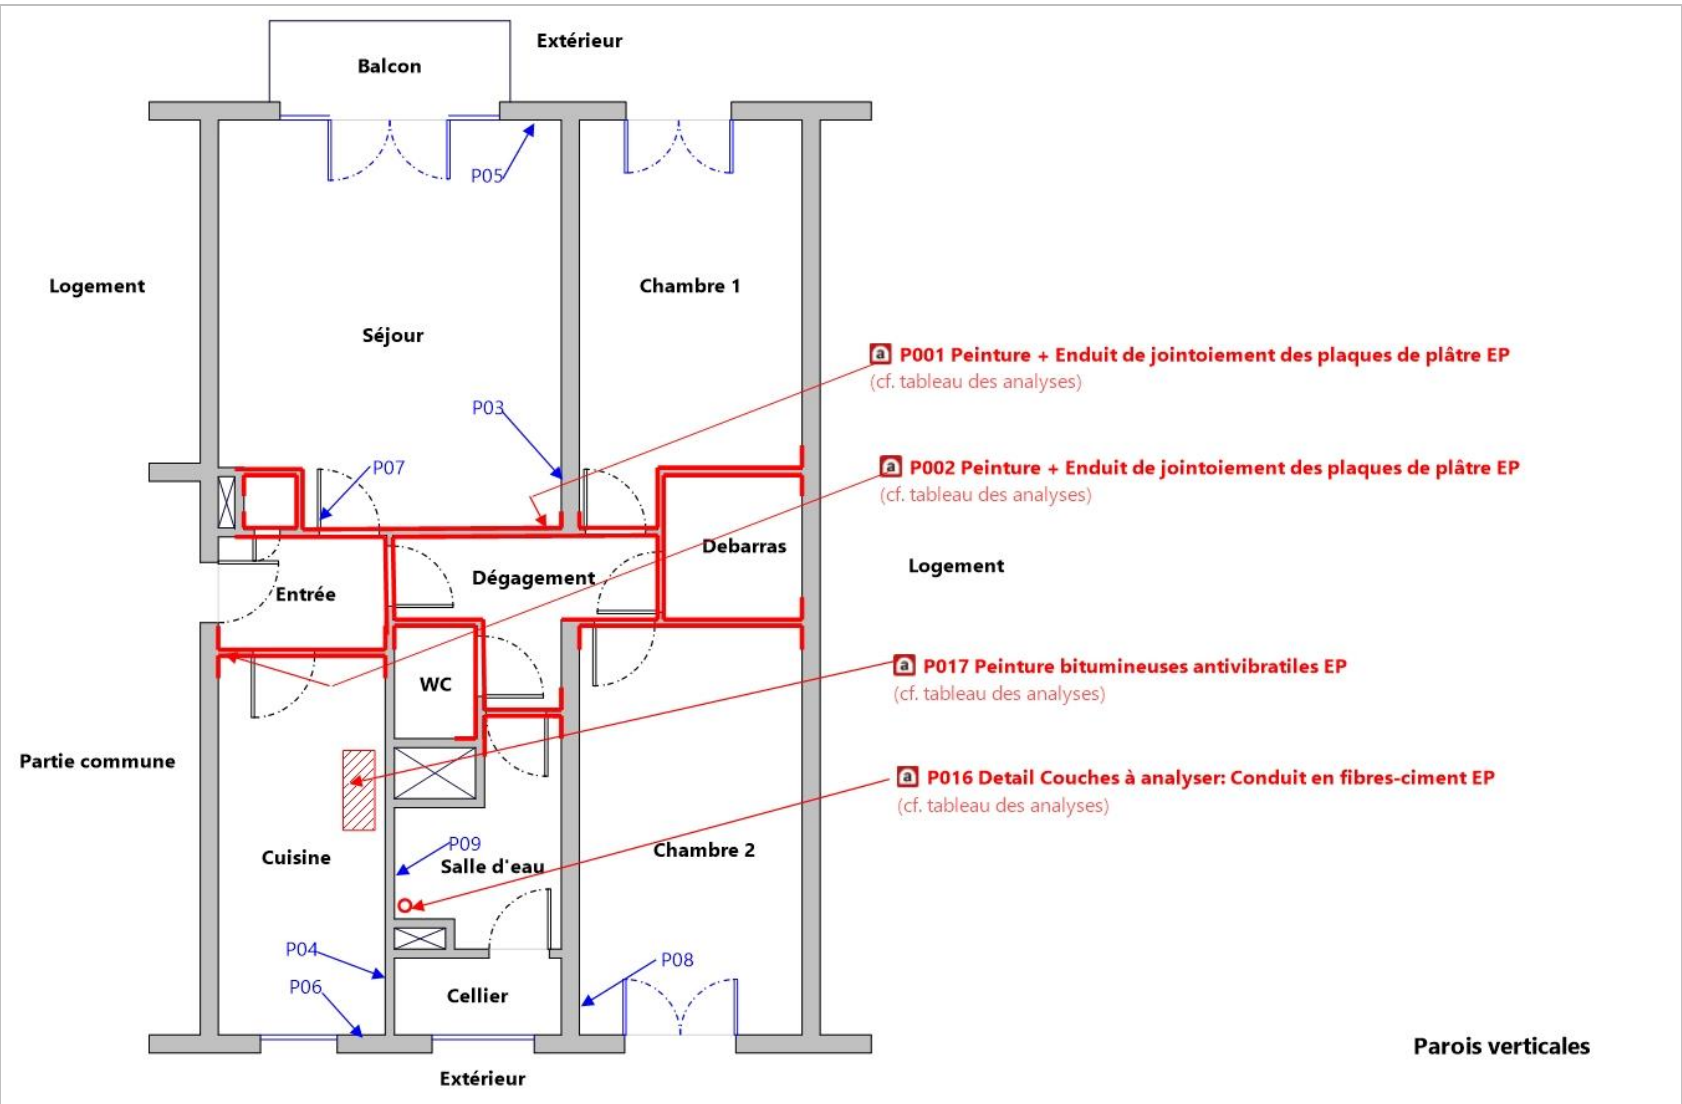 Extérieur
Balcon
P05
Logement
Chambre 1
Séjour
a P001 Peinture + Enduit de jointoiement des plaques de plâtre EP
(cf. tableau des analyses)
P03
P07
a P002 Peinture + Enduit de jointoiement des plaques de plâtre EP
(cf. tableau des analyses)
Debarras
Logement
Dégagement
Entrée
WC
a P017 Peinture bitumineuses antivibratiles EP
(cf. tableau des analyses)
Partie commune
a P016 Detail Couches à analyser: Conduit en fibres-ciment EP
(cf. tableau des analyses)
P09
Chambre 2
Cuisine
Salle d'eau
P04
P08
P06
Cellier
Parois verticales
Extérieur